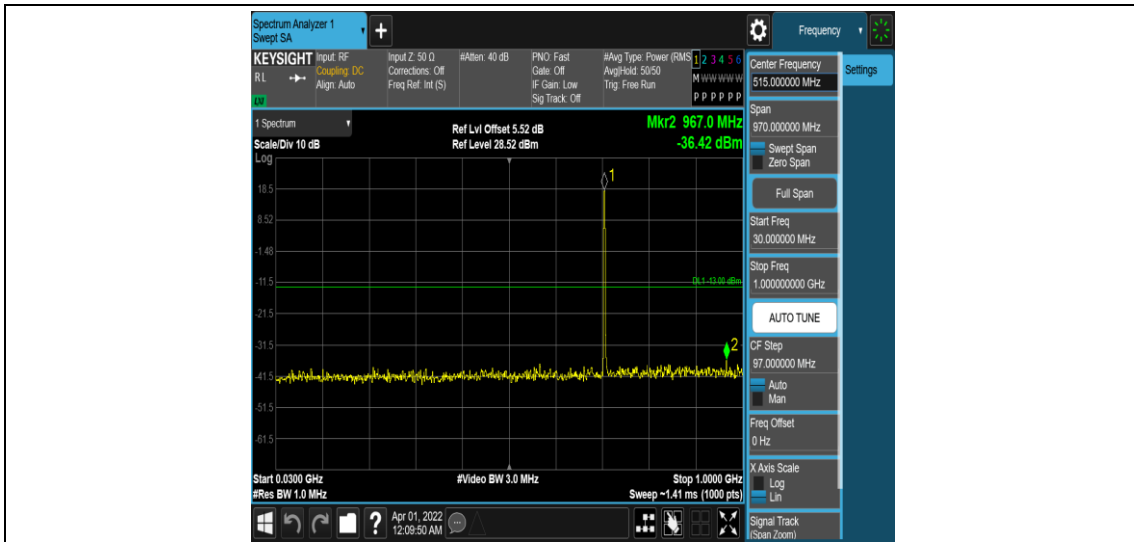 Spectrum Analyzer 1
Swept SA
Frequency
KEYSIGHT
RL
Input: RF
Coupling: DC
Align: Auto
Input Z: 50 Ω
Corrections: Off
Freq Ref: Int (S)
#Atten: 40 dB
PNO: Fast
Gate: Off
IF Gain: Low
Sig Track: Off
#Avg Type: Power (RMS
Avg|Hold: 50/50
Trig: Free Run
1 2 3 4 5 6
M W W W W W
P P P P P P
Center Frequency
515.000000 MHz
Settings
Span
970.000000 MHz
Swept Span
Zero Span
Full Span
Start Freq
30.000000 MHz
Stop Freq
1.000000000 GHz
AUTO TUNE
CF Step
97.000000 MHz
Auto
Man
Freq Offset
0 Hz
X Axis Scale
Log
Lin
Signal Track
(Span Zoom)
1 Spectrum
Scale/Div 10 dB
Log
Ref Lvl Offset 5.52 dB
Ref Level 28.52 dBm
Mkr2 967.0 MHz
-36.42 dBm
1
18.5
8.52
-1.48
-11.5
DL1 -13.00 dBm
-21.5
-31.5
2
-41.5
-51.5
-61.5
Start 0.0300 GHz
#Res BW 1.0 MHz
#Video BW 3.0 MHz
Stop 1.0000 GHz
Sweep ~1.41 ms (1000 pts)
?
Apr 01, 2022
12:09:50 AM